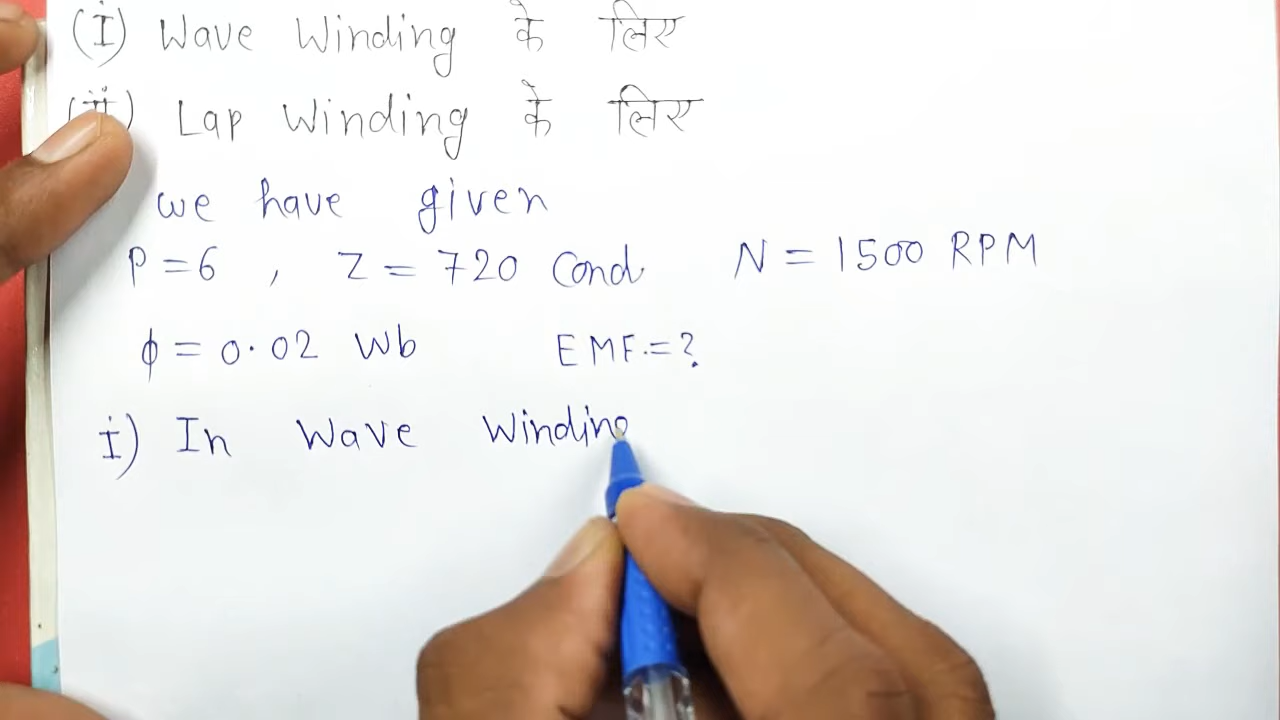 (i) Wave Winding के लिए
(ii) Lap Winding के लिए
we have given
P = 6 , Z = 720 Cond N = 1500 RPM
ϕ = 0.02 Wb EMF. = ?
i) In Wave Winding